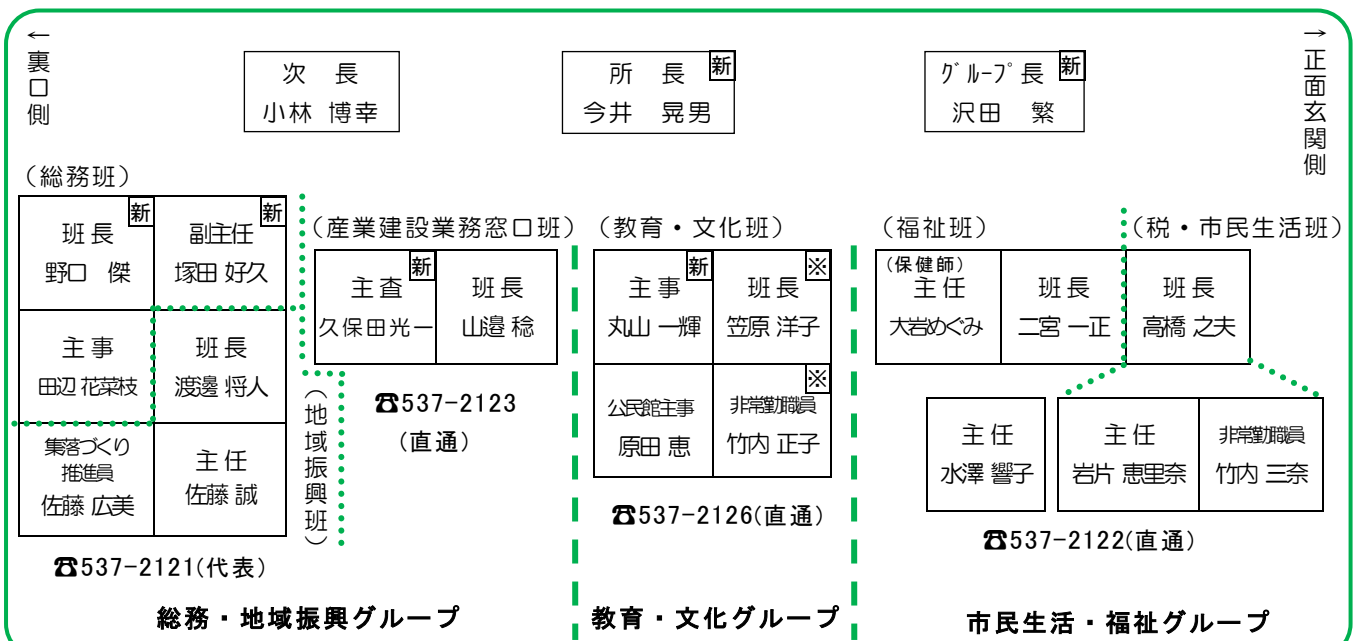 ←
裏口側
→
正面玄関側
次 長
小林 博幸
所 長 新
今井 晃男
グループ長 新
沢田 繁
（総務班）
班長 新
野口 傑
副主任 新
塚田 好久
主事
田辺 花菜枝
班長
渡邊 将人
集落づくり
推進員
佐藤 広美
主任
佐藤 誠
☎537-2121(代表)
（地域振興班）
（産業建設業務窓口班）
主査 新
久保田光一
班長
山邉 稔
☎537-2123
(直通)
総務・地域振興グループ
（教育・文化班）
主事 新
丸山 一輝
班長 ※
笠原 洋子
公民館主事
原田 恵
非常勤職員 ※
竹内 正子
☎537-2126(直通)
教育・文化グループ
（福祉班）
(保健師)
主任
大岩めぐみ
班長
二宮 一正
（税・市民生活班）
班長
高橋 之夫
主任
水澤 響子
主任
岩片 恵里奈
非常勤職員
竹内 三奈
☎537-2122(直通)
市民生活・福祉グループ